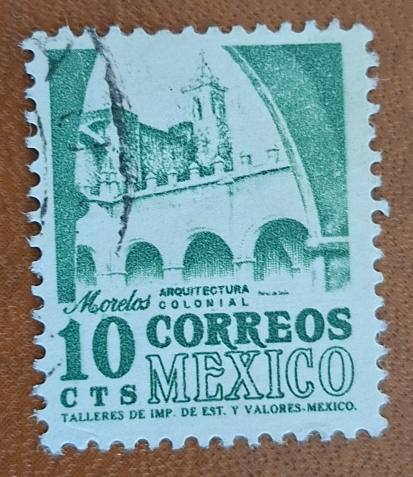 Morelos ARQUITECTURA
COLONIAL
10 CORREOS
CTS MEXICO
TALLERES DE IMP. DE EST. Y VALORES-MEXICO.